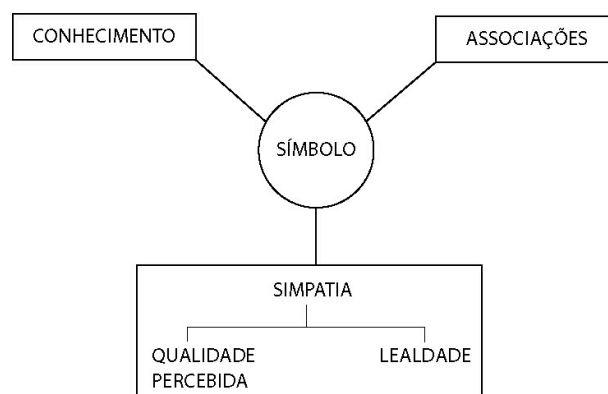 CONHECIMENTO
ASSOCIAÇÕES
SÍMBOLO
SIMPATIA
QUALIDADE
PERCEBIDA
LEALDADE